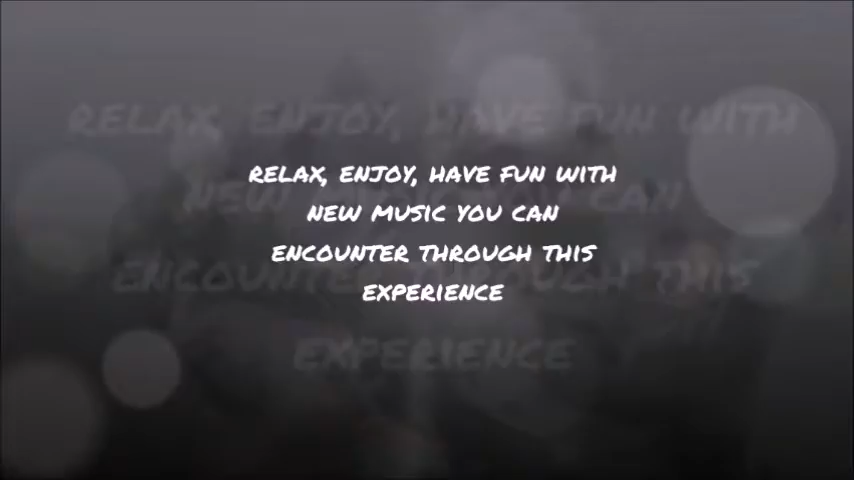 RELAX, ENJOY, HAVE FUN WITH
NEW MUSIC YOU CAN
ENCOUNTER THROUGH THIS
EXPERIENCE